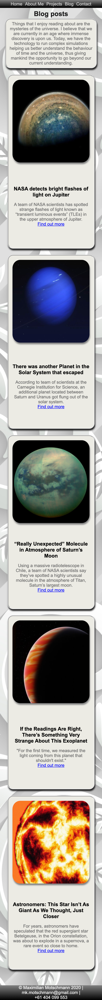 Home About Me Projects Blog Contact
Blog posts
Things that I enjoy reading about are the
mysteries of the universe. I believe that we
are currently in an age where immense
discovery is upon us. Today, we have the
technology to run complex simulations
helping us better understand the behaviour
of time and the universe, thus giving
mankind the opportunity to go beyond our
current understanding.
NASA detects bright flashes of
light on Jupiter
A team of NASA scientists has spotted
strange flashes of light known as
“transient luminous events” (TLEs) in
the upper atmosphere of Jupiter.
Find out more
There was another Planet in the
Solar System that escaped
According to team of scientists at the
Carnegie Institution for Science, an
additional planet located between
Saturn and Uranus got flung out of the
solar system.
Find out more
“Really Unexpected” Molecule
in Atmosphere of Saturn’s
Moon
Using a massive radiotelescope in
Chile, a team of NASA scientists say
they’ve spotted a highly unusual
molecule in the atmosphere of Titan,
Saturn’s largest moon.
Find out more
If the Readings Are Right,
There’s Something Very
Strange About This Exoplanet
"For the first time, we measured the
light coming from this planet that
shouldn't exist."
Find out more
Astronomers: This Star Isn’t As
Giant As We Thought, Just
Closer
For years, astronomers have
speculated that the red supergiant star
Betelgeuse, in the Orion constellation,
was about to explode in a supernova, a
rare event so close to home.
Find out more
© Maximilian Motschmann 2020 |
mk.motschmann@gmail.com |
+61 404 099 553